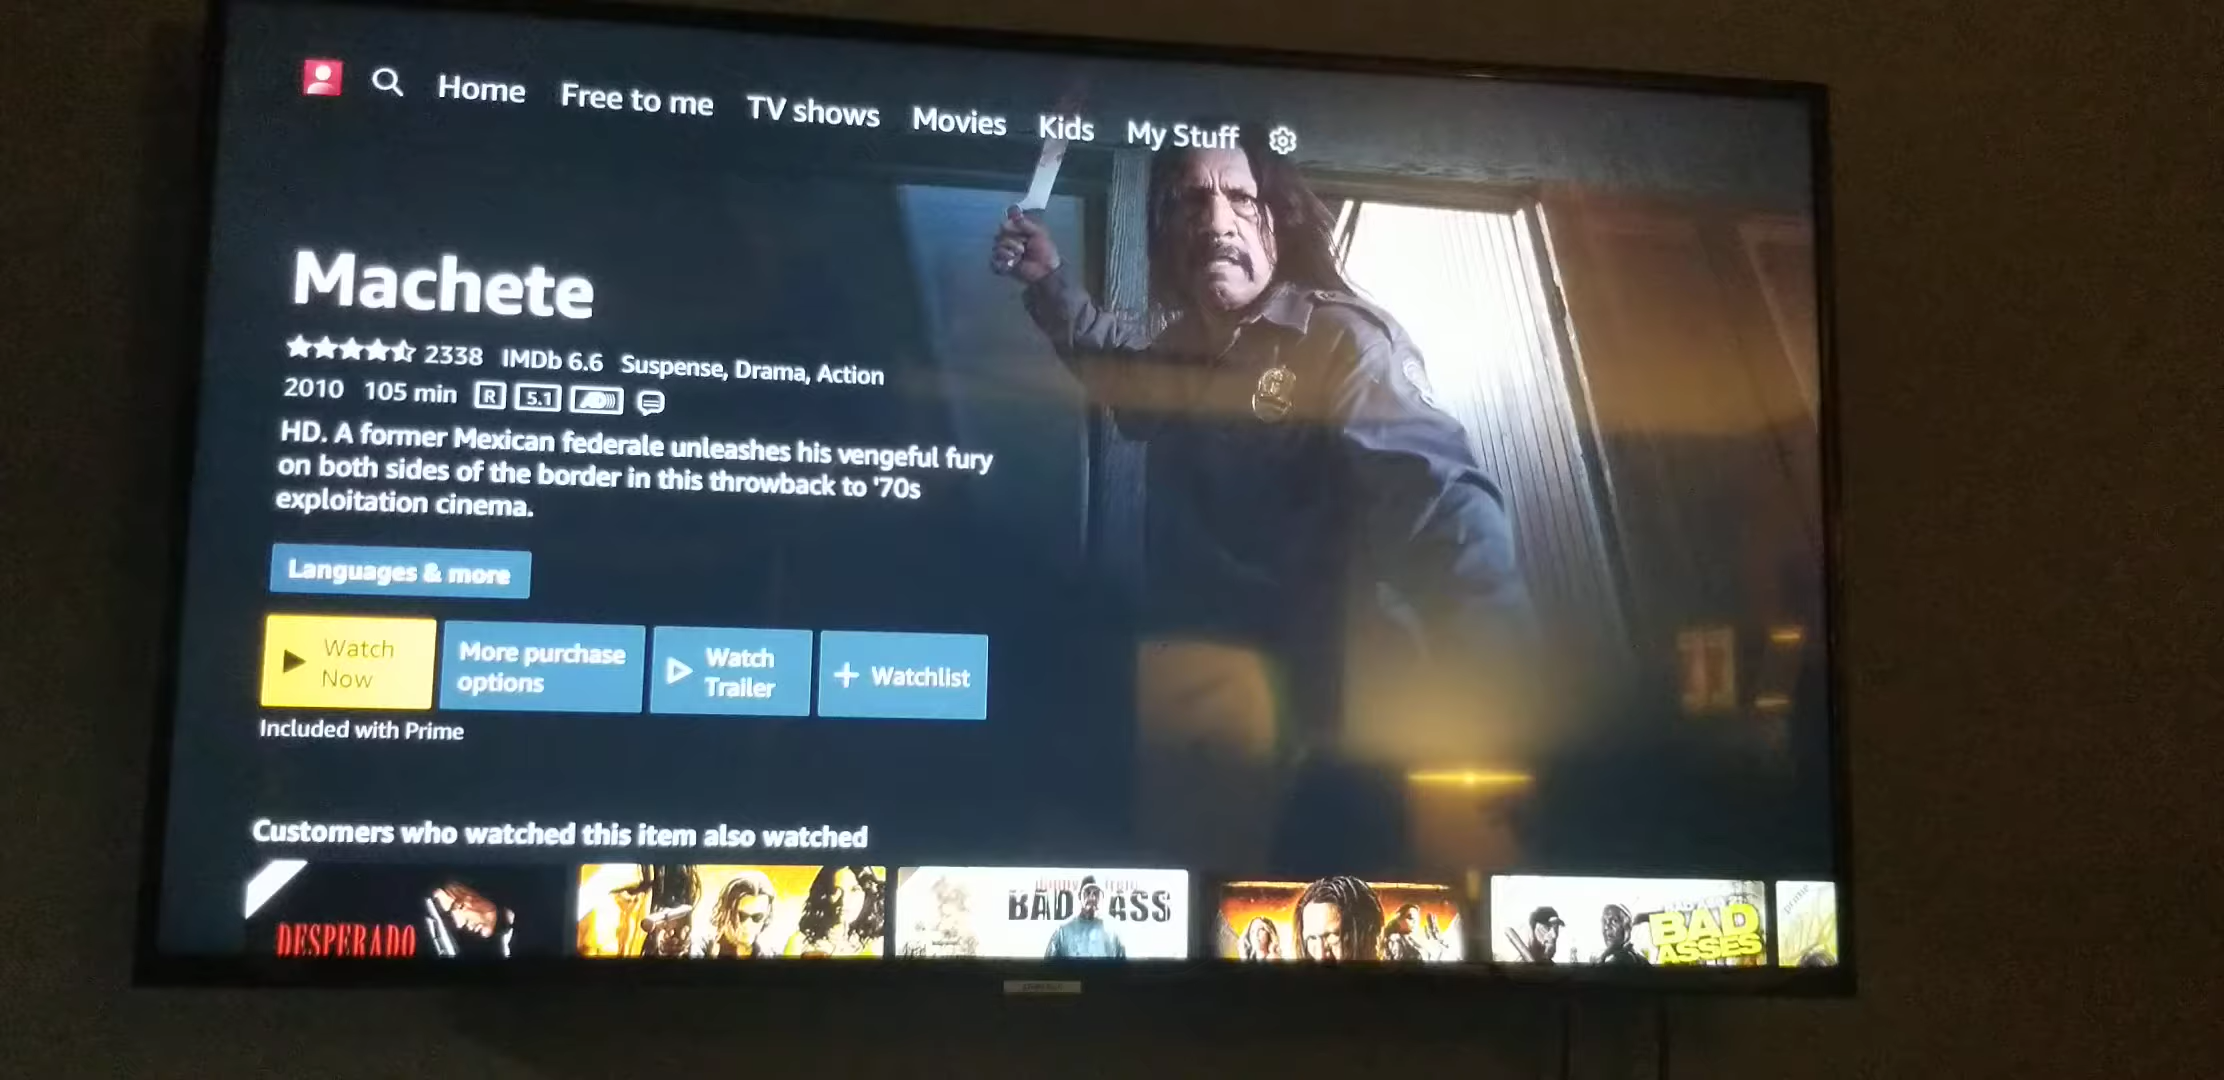 Home Free to me TV shows Movies Kids My Stuff
Machete
2338 IMDb 6.6 Suspense, Drama, Action
2010 105 min R 5.1 AD)))
HD. A former Mexican federale unleashes his vengeful fury
on both sides of the border in this throwback to '70s
exploitation cinema.
Languages & more
Watch
Now
More purchase
options
Watch
Trailer
+ Watchlist
Included with Prime
Customers who watched this item also watched
DESPERADO
BAD ASS
BAD
ASSES
prime